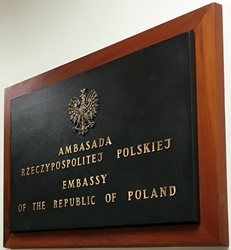 AMBASADA
RZECZYPOSPOLITEJ POLSKIEJ
EMBASSY
OF THE REPUBLIC OF POLAND